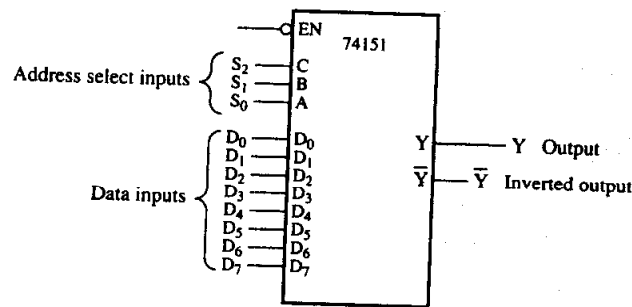 EN
74151
Address select inputs
S₂ C
S₁ B
S₀ A
Data inputs
D₀ D₀
D₁ D₁
D₂ D₂
D₃ D₃
D₄ D₄
D₅ D₅
D₆ D₆
D₇ D₇
Y Y Output
Y̅ Y̅ Inverted output